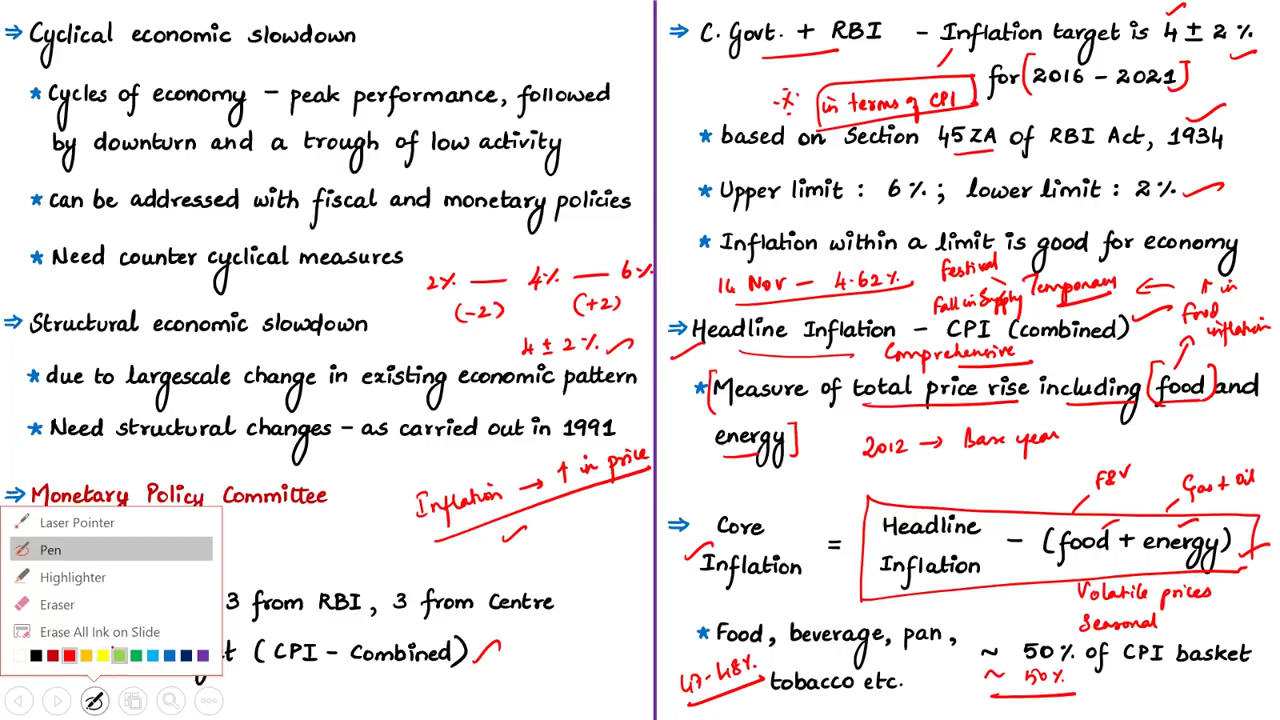 ⇒ Cyclical economic slowdown
* Cycles of economy – peak performance, followed
by downturn and a trough of low activity
* can be addressed with fiscal and monetary policies
* Need counter cyclical measures
2% — 4% — 6%
(-2) (+2)
⇒ Structural economic slowdown
4 ± 2%
* due to largescale change in existing economic pattern
* Need structural changes – as carried out in 1991
Inflation → ↑ in price
⇒ Monetary Policy Committee
Laser Pointer
Pen
Highlighter
Eraser
Erase All Ink on Slide
3 from RBI, 3 from Centre
t (CPI – Combined)
⇒ C. Govt. + RBI – Inflation target is 4 ± 2 %
for (2016 – 2021)
in terms of CPI
* based on Section 45ZA of RBI Act, 1934
* Upper limit : 6%; lower limit : 2%
* Inflation within a limit is good for economy
14 Nov – 4.62%
Festival
Fall in Supply
Temporary ← ↑ in
food
inflation
⇒ Headline Inflation – CPI (combined)
Comprehensive
* [Measure of total price rise including (food) and
energy]
2012 → Base year
F&V
Gas + Oil
⇒ Core
Inflation
=
Headline
Inflation
– (food + energy)
Volatile prices
Seasonal
* Food, beverage, pan,
tobacco etc.
~ 50% of CPI basket
47-48%
~ 50%